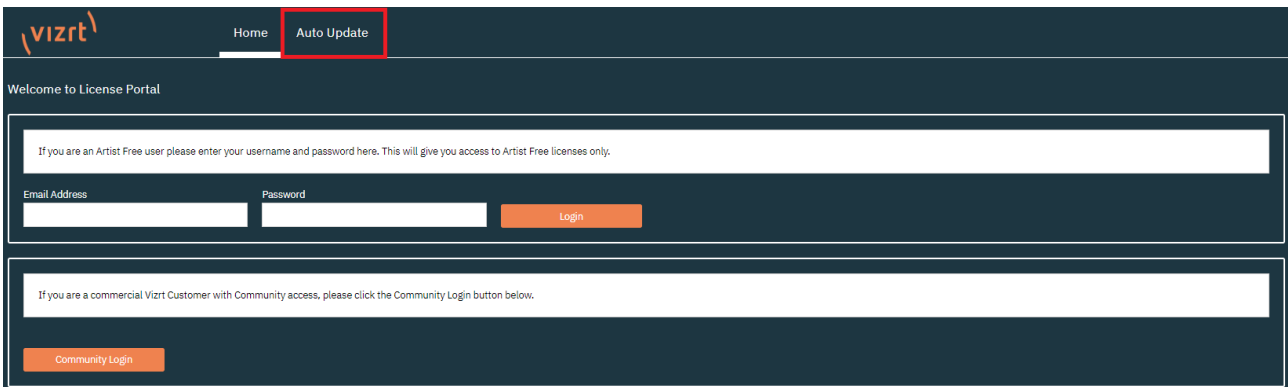 vizrt
Home Auto Update
Welcome to License Portal
If you are an Artist Free user please enter your username and password here. This will give you access to Artist Free licenses only.
Email Address Password
Login
If you are a commercial Vizrt Customer with Community access, please click the Community Login button below.
Community Login